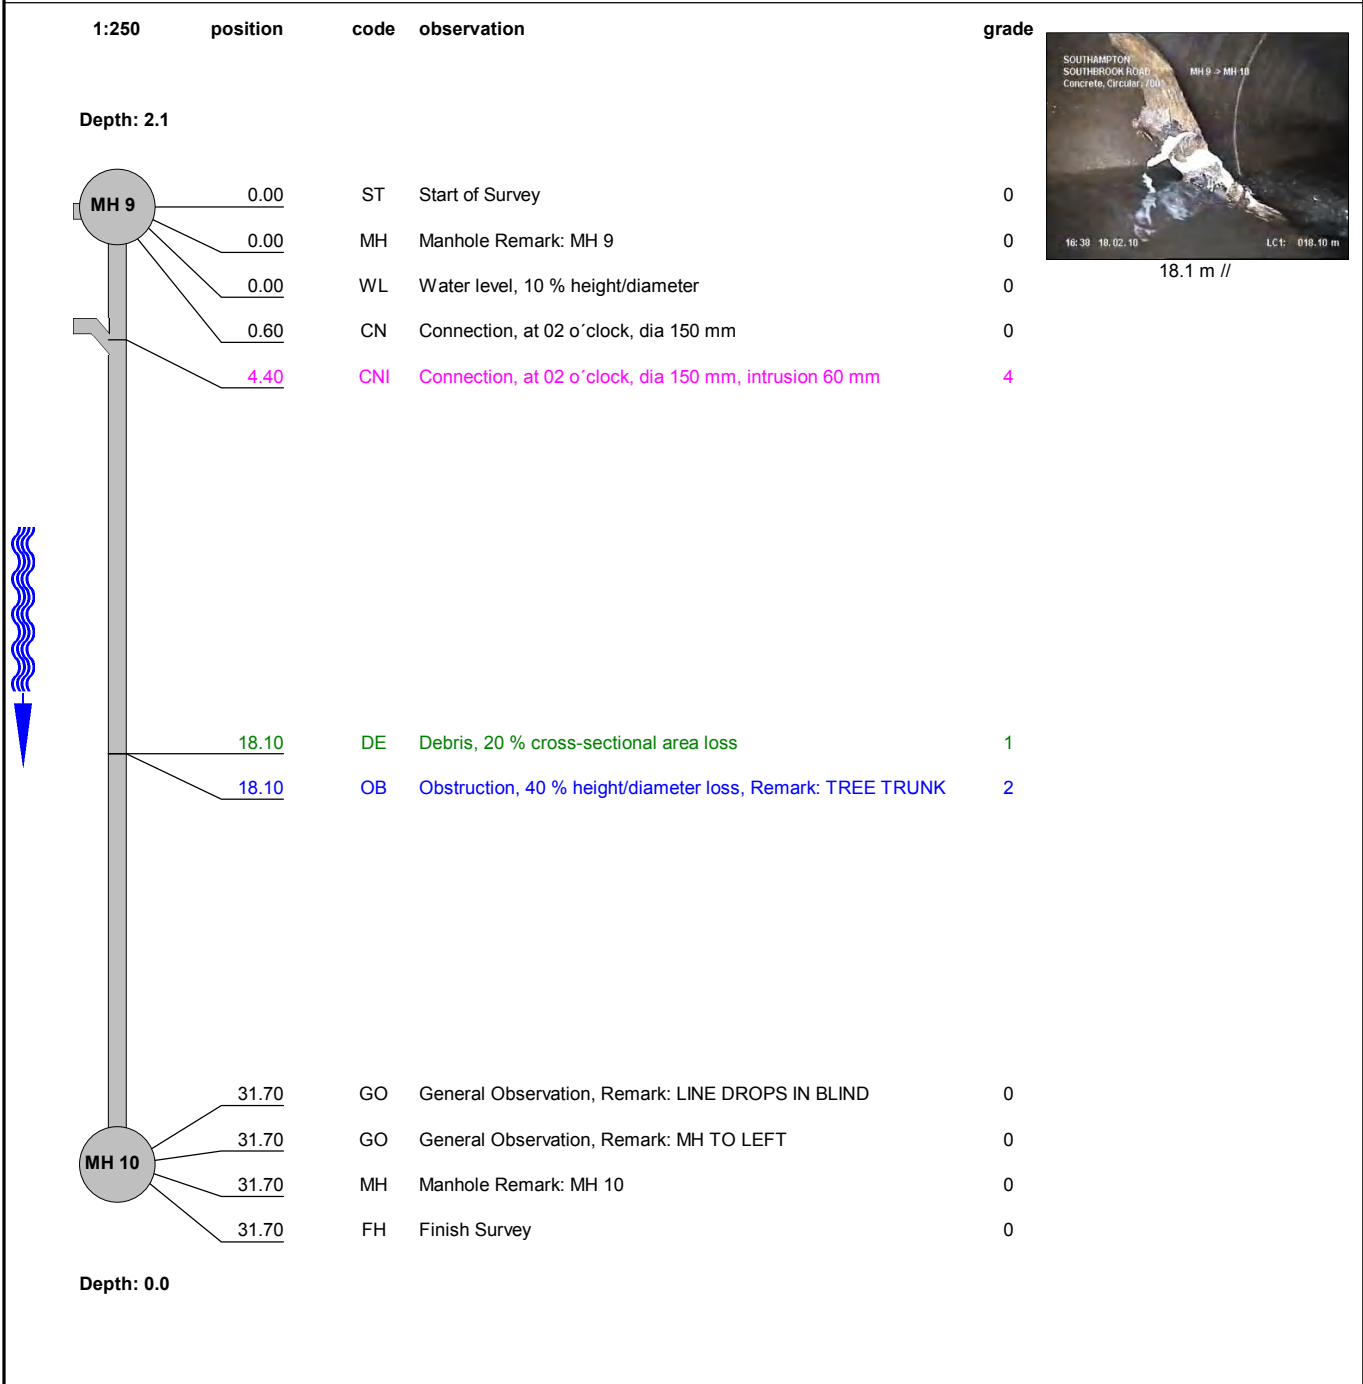 1:250 position code observation grade
SOUTHAMPTON
SOUTHBROOK ROAD MH 9 -> MH 10
Concrete, Circular, 700
Depth: 2.1
MH 9
0.00 ST Start of Survey 0
0.00 MH Manhole Remark: MH 9 0
16:38 18.02.10 LC1: 018.10 m
18.1 m //
0.00 WL Water level, 10 % height/diameter 0
0.60 CN Connection, at 02 o´clock, dia 150 mm 0
4.40 CNI Connection, at 02 o´clock, dia 150 mm, intrusion 60 mm 4
18.10 DE Debris, 20 % cross-sectional area loss 1
18.10 OB Obstruction, 40 % height/diameter loss, Remark: TREE TRUNK 2
31.70 GO General Observation, Remark: LINE DROPS IN BLIND 0
31.70 GO General Observation, Remark: MH TO LEFT 0
MH 10
31.70 MH Manhole Remark: MH 10 0
31.70 FH Finish Survey 0
Depth: 0.0